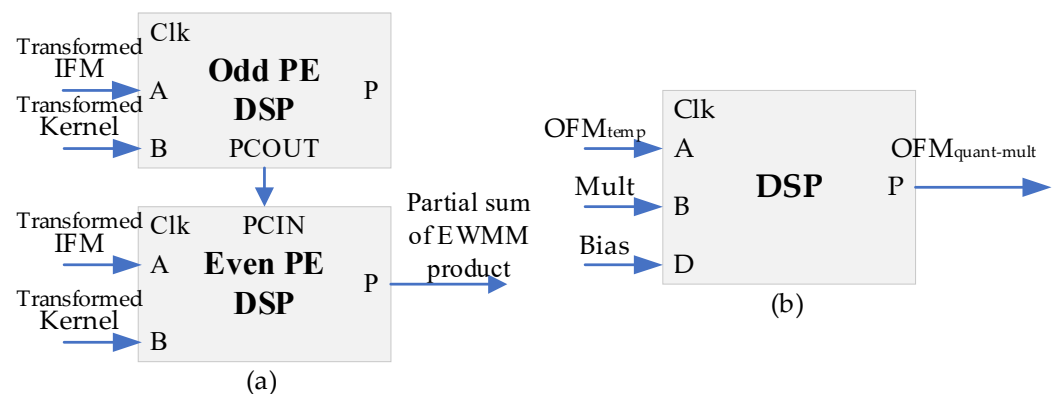 Clk
Transformed
IFM
A
Odd PE
DSP
P
Transformed
Kernel
B
PCOUT
Transformed
IFM
Clk
PCIN
A
Even PE
DSP
P
Partial sum
of EWMM
product
Transformed
Kernel
B
(a)
Clk
OFMtemp
A
Mult
B
DSP
P
OFMquant-mult
Bias
D
(b)